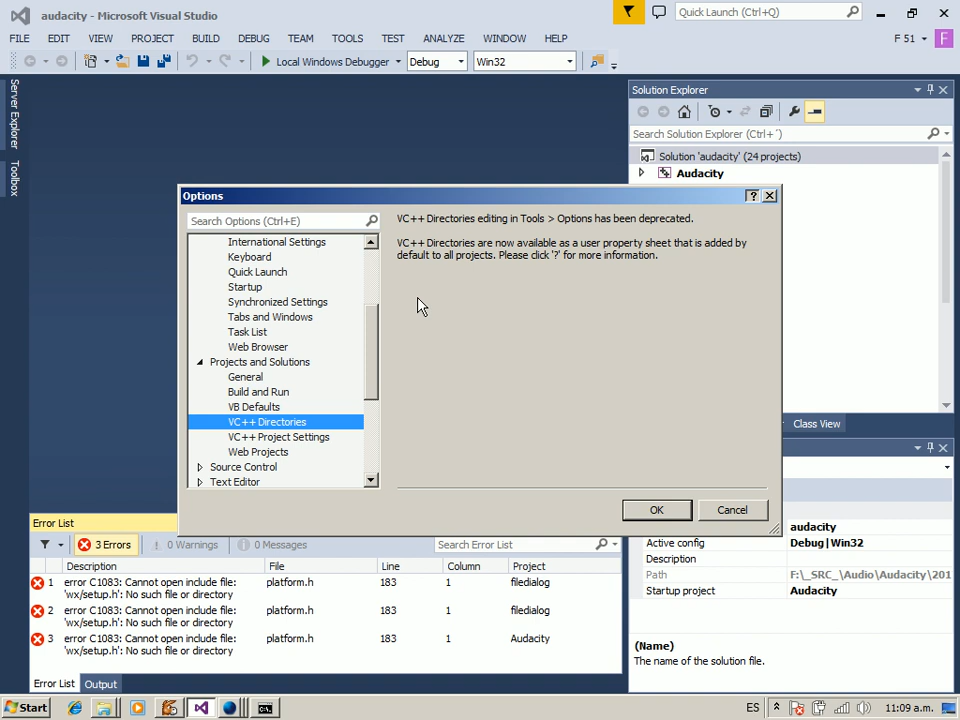 audacity - Microsoft Visual Studio
Quick Launch (Ctrl+Q)
FILE EDIT VIEW PROJECT BUILD DEBUG TEAM TOOLS TEST ANALYZE WINDOW HELP
F 51 F
Local Windows Debugger Debug Win32
Server Explorer
Toolbox
Solution Explorer
Search Solution Explorer (Ctrl+´)
Solution 'audacity' (24 projects)
Audacity
Options
Search Options (Ctrl+E)
International Settings
Keyboard
Quick Launch
Startup
Synchronized Settings
Tabs and Windows
Task List
Web Browser
Projects and Solutions
General
Build and Run
VB Defaults
VC++ Directories
VC++ Project Settings
Web Projects
Source Control
Text Editor
VC++ Directories editing in Tools > Options has been deprecated.
VC++ Directories are now available as a user property sheet that is added by
default to all projects. Please click '?' for more information.
OK Cancel
Class View
audacity
Active config Debug|Win32
Description
Path F:\_SRC_\Audio\Audacity\201
Startup project Audacity
(Name)
The name of the solution file.
Error List
3 Errors 0 Warnings 0 Messages Search Error List
Description File Line Column Project
1 error C1083: Cannot open include file: platform.h 183 1 filedialog
'wx/setup.h': No such file or directory
2 error C1083: Cannot open include file: platform.h 183 1 filedialog
'wx/setup.h': No such file or directory
3 error C1083: Cannot open include file: platform.h 183 1 Audacity
'wx/setup.h': No such file or directory
Error List Output
Start ES 11:09 a.m.